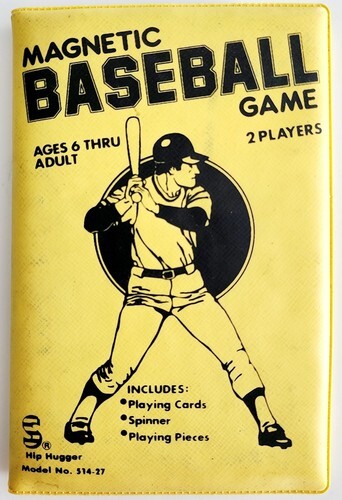 MAGNETIC
BASEBALL
GAME
AGES 6 THRU
ADULT
2 PLAYERS
INCLUDES:
•Playing Cards
•Spinner
•Playing Pieces
®
Hip Hugger
Model No. 514-27